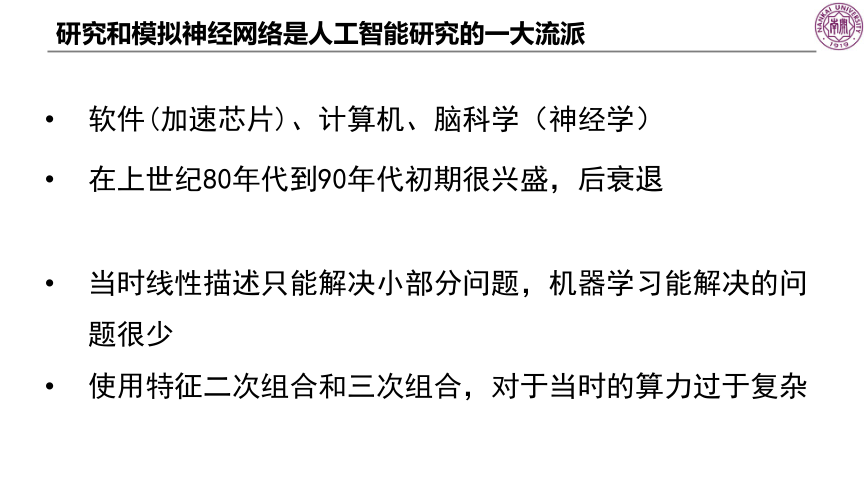 研究和模拟神经网络是人工智能研究的一大流派
NANKAI UNIVERSITY
南開
1919
• 软件(加速芯片)、计算机、脑科学（神经学）
• 在上世纪80年代到90年代初期很兴盛，后衰退
• 当时线性描述只能解决小部分问题，机器学习能解决的问
题很少
• 使用特征二次组合和三次组合，对于当时的算力过于复杂